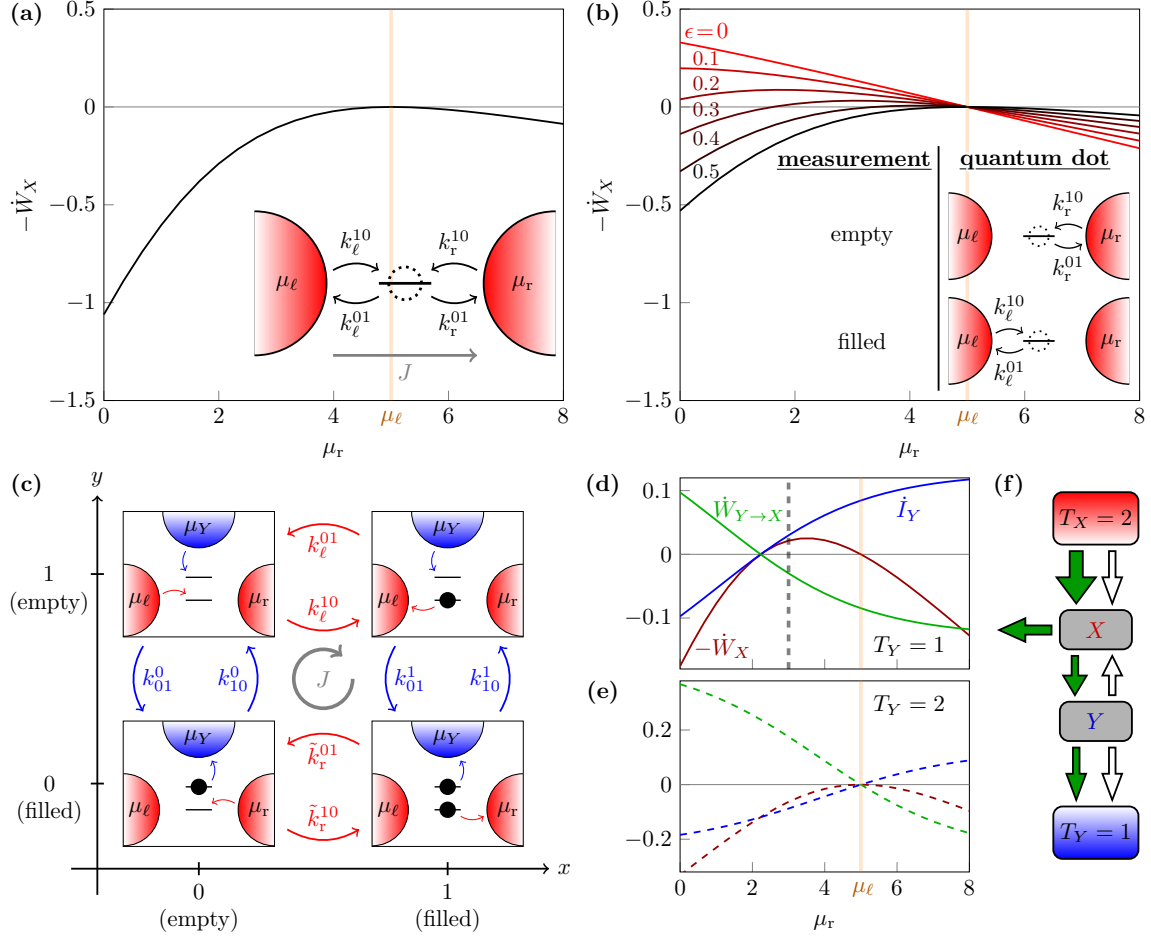 (a)
0.5
0
−0.5
−1
−1.5
−Ẇ_X
0 2 4 μ_ℓ 6 8
μ_r
μ_ℓ
k_ℓ^10
k_r^10
k_ℓ^01
k_r^01
μ_r
J
(b)
0.5
0
−0.5
−1
−1.5
−Ẇ_X
ϵ=0
0.1
0.2
0.3
0.4
0.5
measurement quantum dot
empty
μ_ℓ
k_r^10
k_r^01
μ_r
filled
μ_ℓ
k_ℓ^10
k_ℓ^01
μ_r
0 2 4 μ_ℓ 6 8
μ_r
(c)
y
1
(empty)
0
(filled)
μ_Y
μ_ℓ
μ_r
k_ℓ^01
k_ℓ^10
μ_Y
μ_ℓ
μ_r
k_01^0
k_10^0
J
k_01^1
k_10^1
μ_Y
μ_ℓ
μ_r
k̃_r^01
k̃_r^10
μ_Y
μ_ℓ
μ_r
0
(empty)
1
(filled)
x
(d)
0.1
0
−0.1
Ẇ_{Y→X}
İ_Y
−Ẇ_X
T_Y = 1
(e)
0.2
0
−0.2
T_Y = 2
0 2 4 μ_ℓ 6 8
μ_r
(f)
T_X = 2
X
Y
T_Y = 1